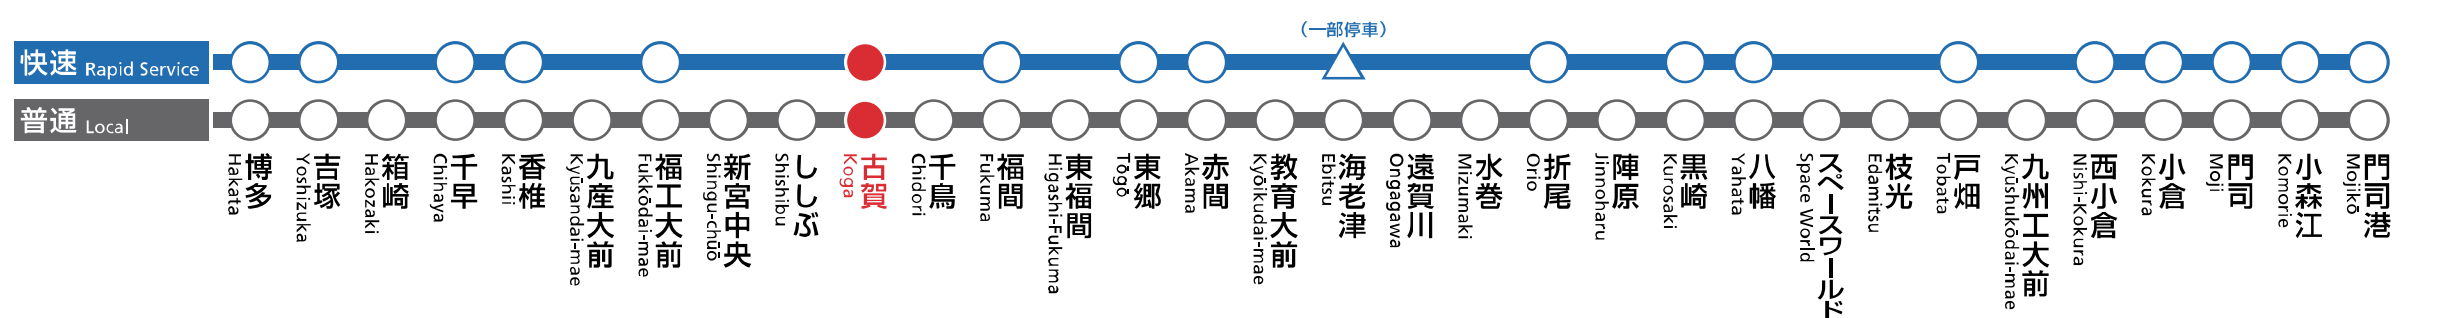 (一部停車)
快速 Rapid Service
普通 Local
博多 Hakata
吉塚 Yoshizuka
箱崎 Hakozaki
千早 Chihaya
香椎 Kashii
九産大前 Kyūsandai-mae
福工大前 Fukkōdai-mae
新宮中央 Shingu-chūō
ししぶ Shishibu
古賀 Koga
千鳥 Chidori
福間 Fukuma
東福間 Higashi-Fukuma
東郷 Tōgō
赤間 Akama
教育大前 Kyōikudai-mae
海老津 Ebitsu
遠賀川 Ongagawa
水巻 Mizumaki
折尾 Orio
陣原 Jinnoharu
黒崎 Kurosaki
八幡 Yahata
スペースワールド Space World
枝光 Edamitsu
戸畑 Tobata
九州工大前 Kyūshukōdai-mae
西小倉 Nishi-Kokura
小倉 Kokura
門司 Moji
小森江 Komorie
門司港 Mojikō